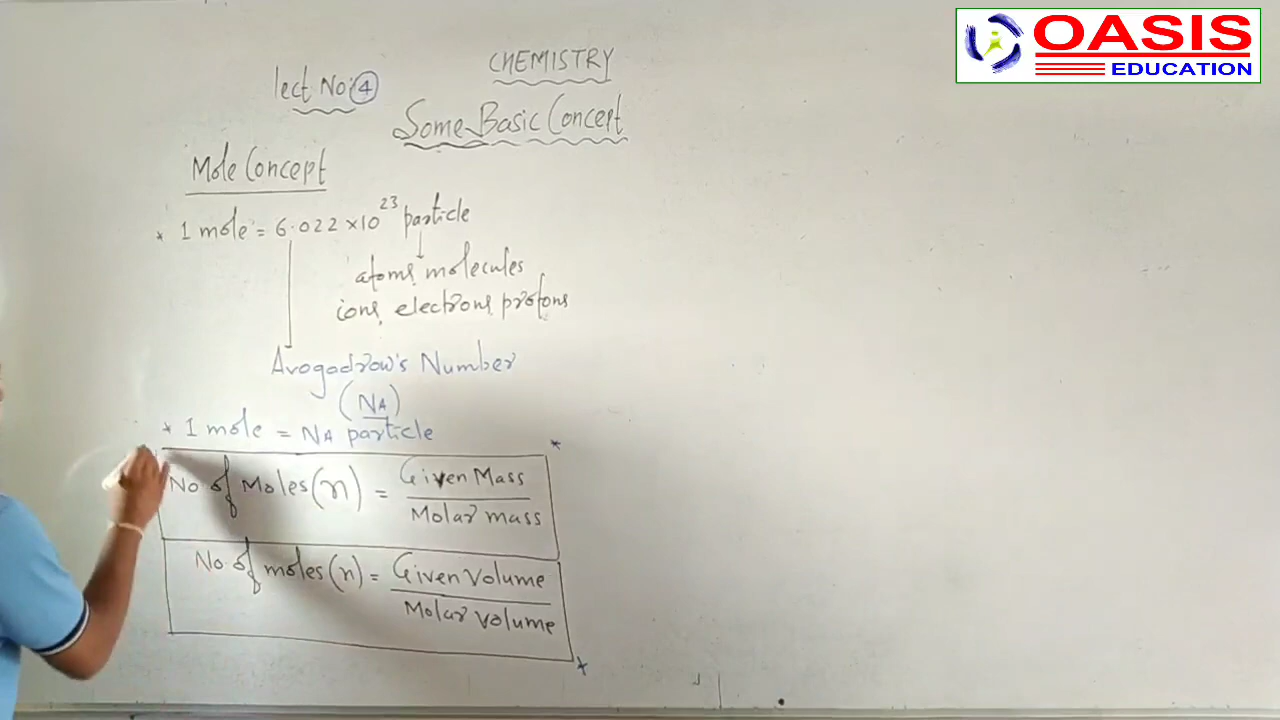 OASIS
EDUCATION
CHEMISTRY
lect No:4
Some Basic Concept
Mole Concept
* 1 mole = 6.022 ×10²³ particle
atoms, molecules
ions, electrons, protons
Avogadrow's Number
(NA)
* 1 mole = NA particle
No of Moles(n) = Given Mass
Molar mass
No. of moles(n) = Given Volume
Molar volume